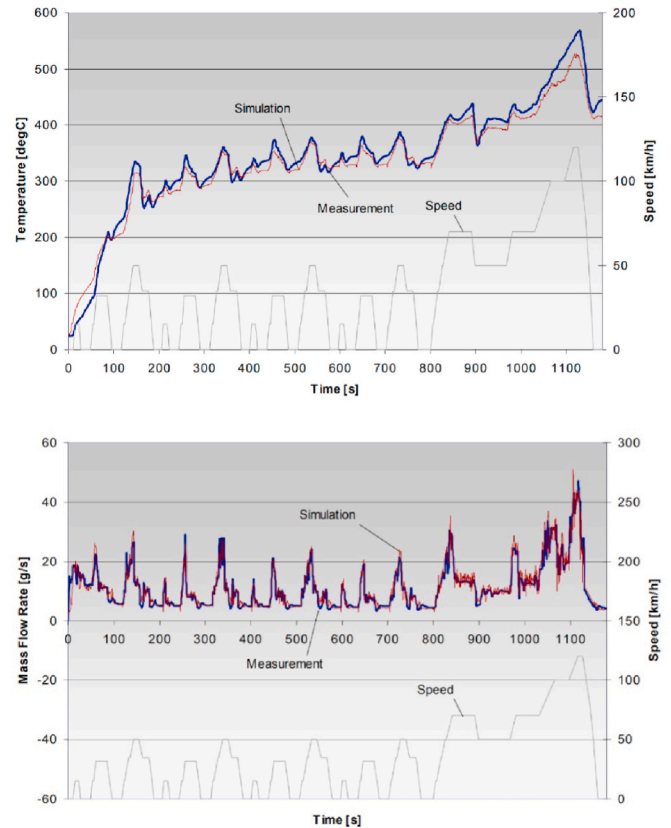 600
500
400
300
200
100
0
Temperature [degC]
200
150
100
50
0
Speed [km/h]
Simulation
Measurement
Speed
0 100 200 300 400 500 600 700 800 900 1000 1100
Time [s]
60
40
20
0
-20
-40
-60
Mass Flow Rate [g/s]
300
250
200
150
100
50
0
Speed [km/h]
Simulation
0 100 200 300 400 500 600 700 800 900 1000 1100
Measurement
Speed
Time [s]